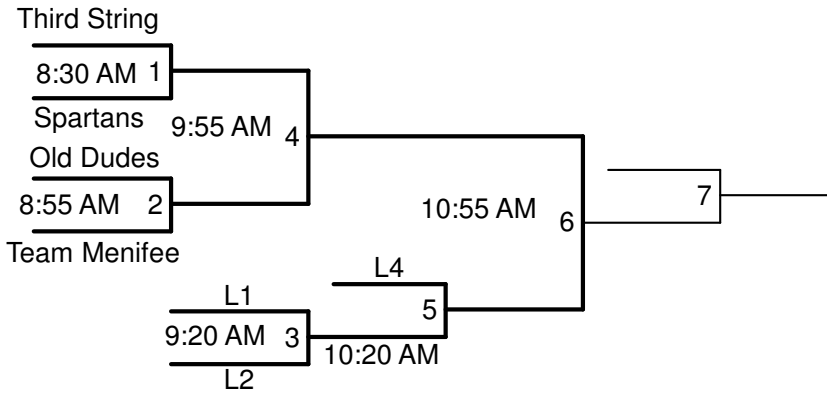 Third String
8:30 AM 1
Spartans
9:55 AM 4
Old Dudes
8:55 AM 2
Team Menifee
7
10:55 AM 6
L4
5
L1
9:20 AM 3
10:20 AM
L2